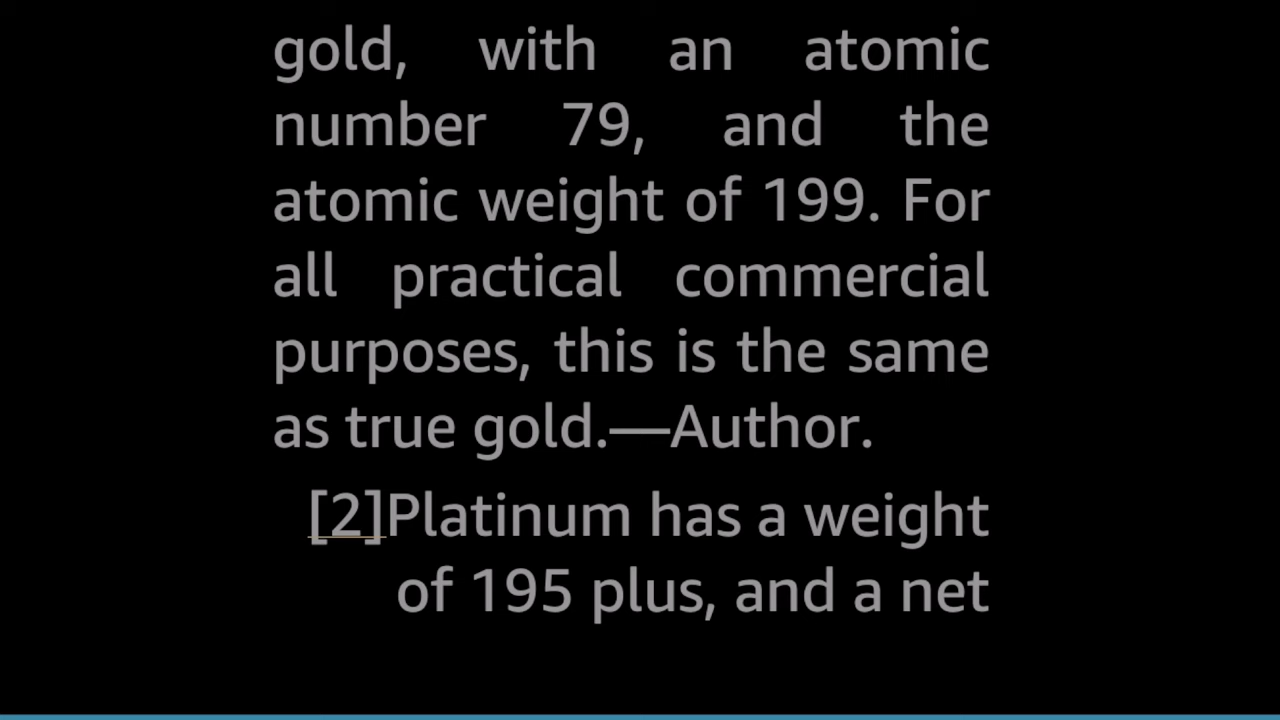 gold, with an atomic
number 79, and the
atomic weight of 199. For
all practical commercial
purposes, this is the same
as true gold.—Author.
[2]Platinum has a weight
of 195 plus, and a net